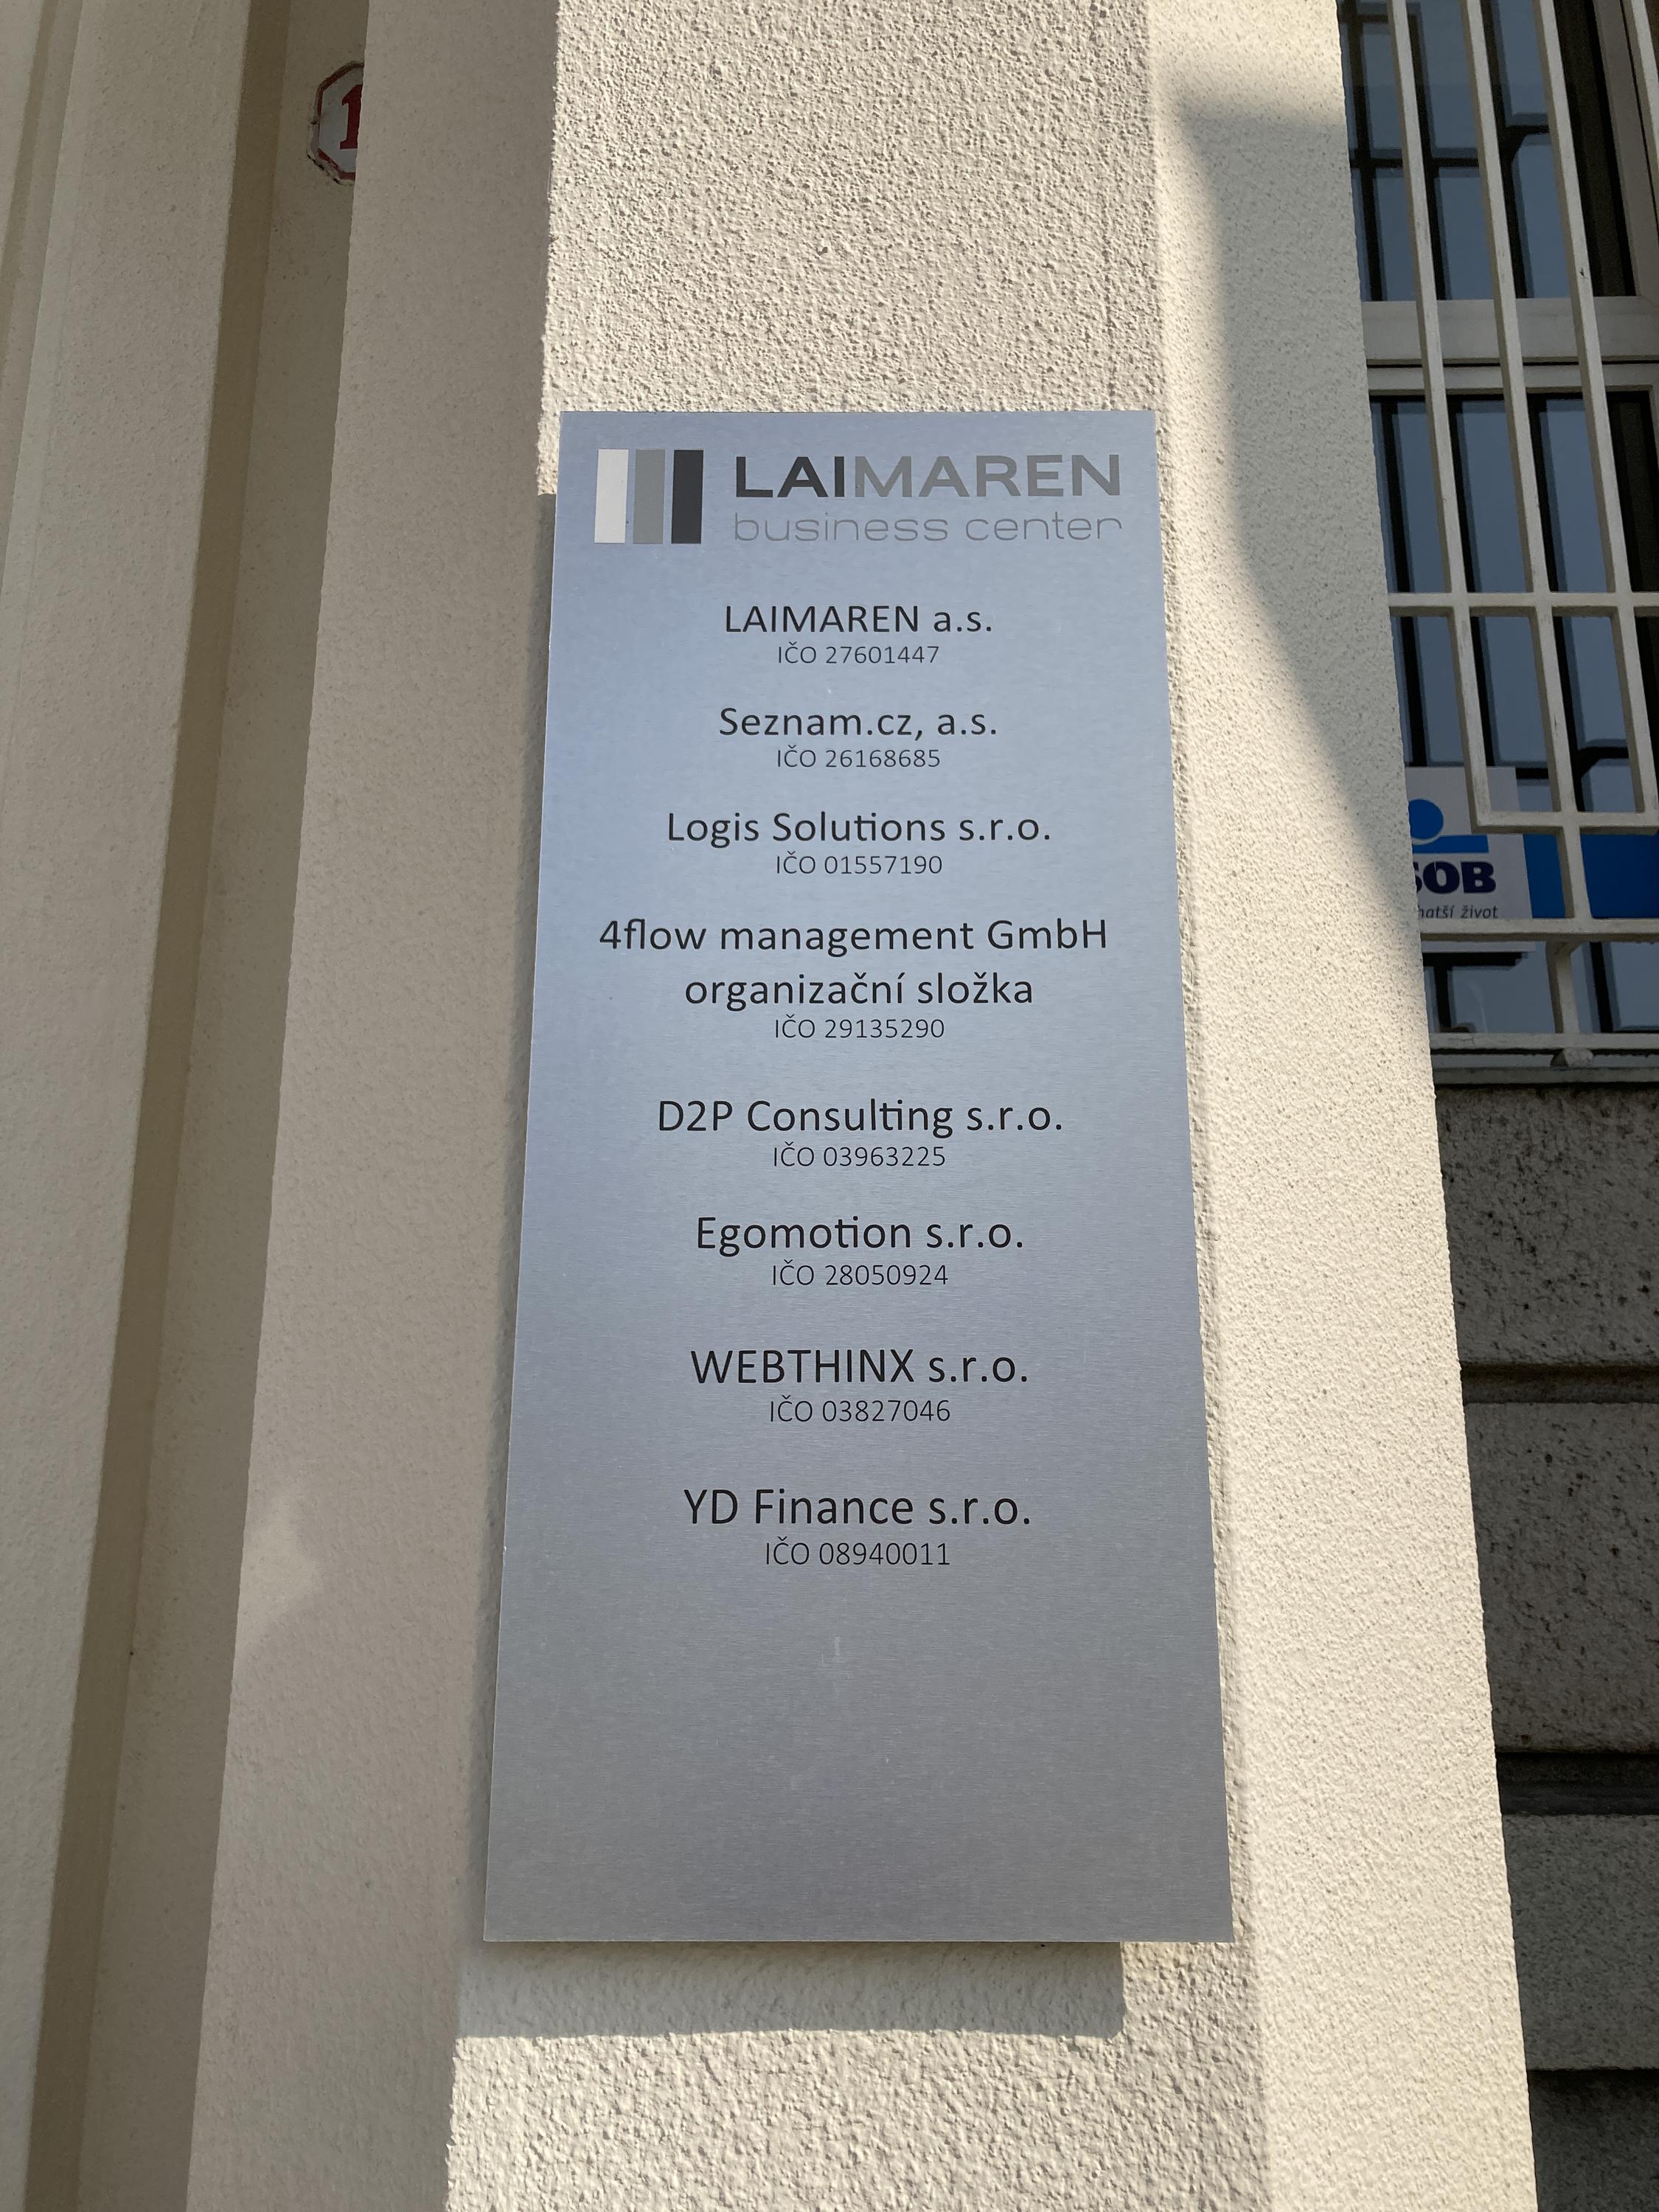 LAIMAREN
business center
LAIMAREN a.s.
IČO 27601447
Seznam.cz, a.s.
IČO 26168685
Logis Solutions s.r.o.
IČO 01557190
4flow management GmbH
organizační složka
IČO 29135290
D2P Consulting s.r.o.
IČO 03963225
Egomotion s.r.o.
IČO 28050924
WEBTHINX s.r.o.
IČO 03827046
YD Finance s.r.o.
IČO 08940011
život